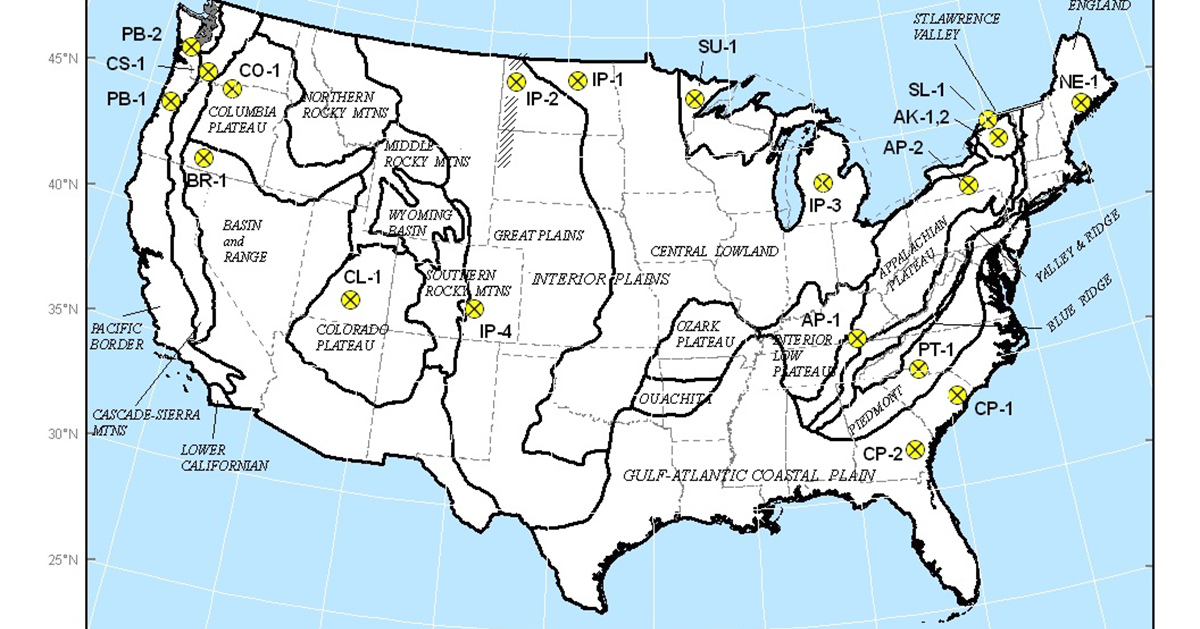 ENGLAND
ST.LAWRENCE
VALLEY
PB-2
45°N
CS-1
PB-1
CO-1
COLUMBIA
PLATEAU
NORTHERN
ROCKY MTNS
MIDDLE
ROCKY MTNS
IP-2
IP-1
SU-1
SL-1
AK-1,2
AP-2
NE-1
40°N
BR-1
BASIN
and
RANGE
WYOMING
BASIN
GREAT PLAINS
CENTRAL LOWLAND
IP-3
APPALACHIAN
PLATEAU
VALLEY & RIDGE
BLUE RIDGE
CL-1
SOUTHERN
ROCKY MTNS
INTERIOR PLAINS
35°N
PACIFIC
BORDER
COLORADO
PLATEAU
IP-4
OZARK
PLATEAU
AP-1
INTERIOR
LOW
PLATEAUS
PT-1
OUACHITA
PIEDMONT
CP-1
CASCADE-SIERRA
MTNS
30°N
LOWER
CALIFORNIAN
CP-2
GULF-ATLANTIC COASTAL PLAIN
25°N